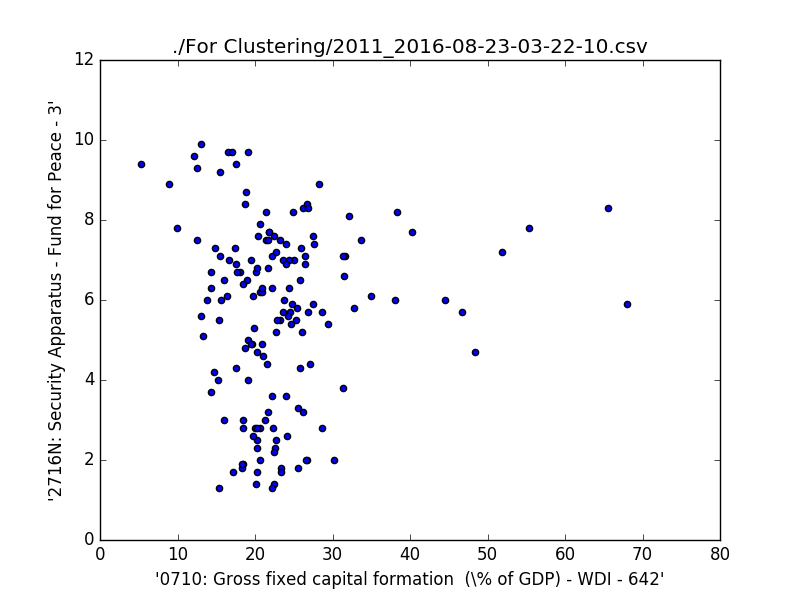 ./For Clustering/2011_2016-08-23-03-22-10.csv
12
10
8
6
4
2
0
'2716N: Security Apparatus - Fund for Peace - 3'
0 10 20 30 40 50 60 70 80
'0710: Gross fixed capital formation  (\% of GDP) - WDI - 642'